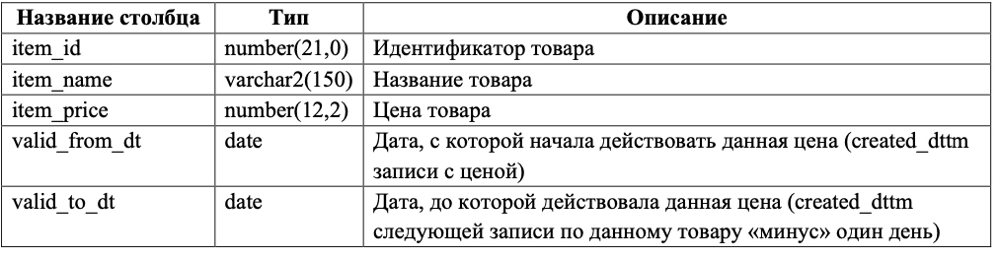 Название столбца Тип Описание
item_id number(21,0) Идентификатор товара
item_name varchar2(150) Название товара
item_price number(12,2) Цена товара
valid_from_dt date Дата, с которой начала действовать данная цена (created_dttm
записи с ценой)
valid_to_dt date Дата, до которой действовала данная цена (created_dttm
следующей записи по данному товару «минус» один день)